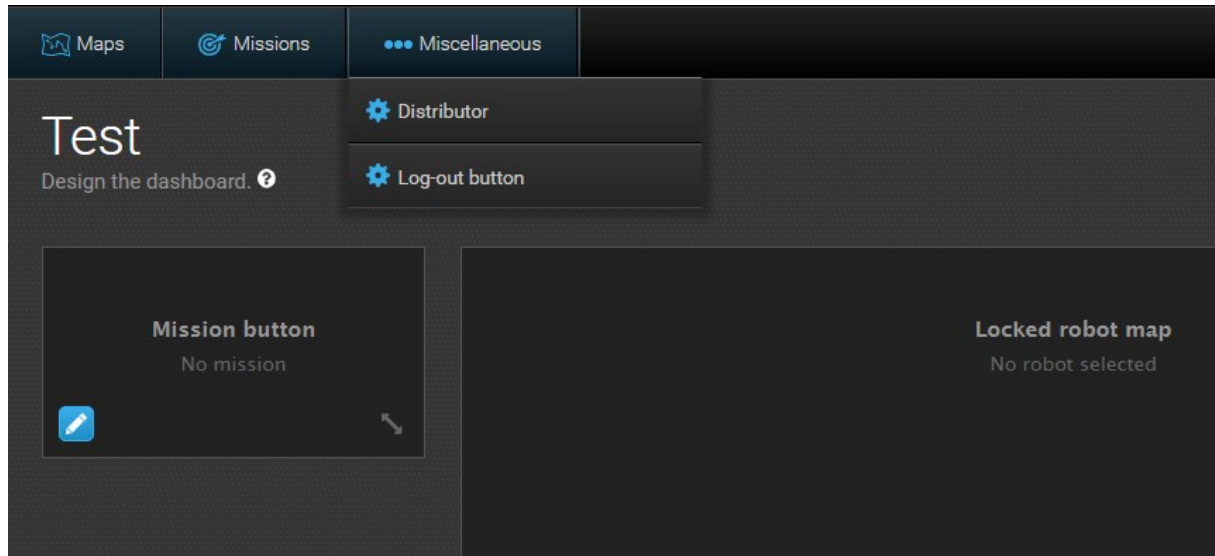 Maps Missions Miscellaneous
Distributor
Test
Design the dashboard. ?
Log-out button
Mission button
No mission
Locked robot map
No robot selected